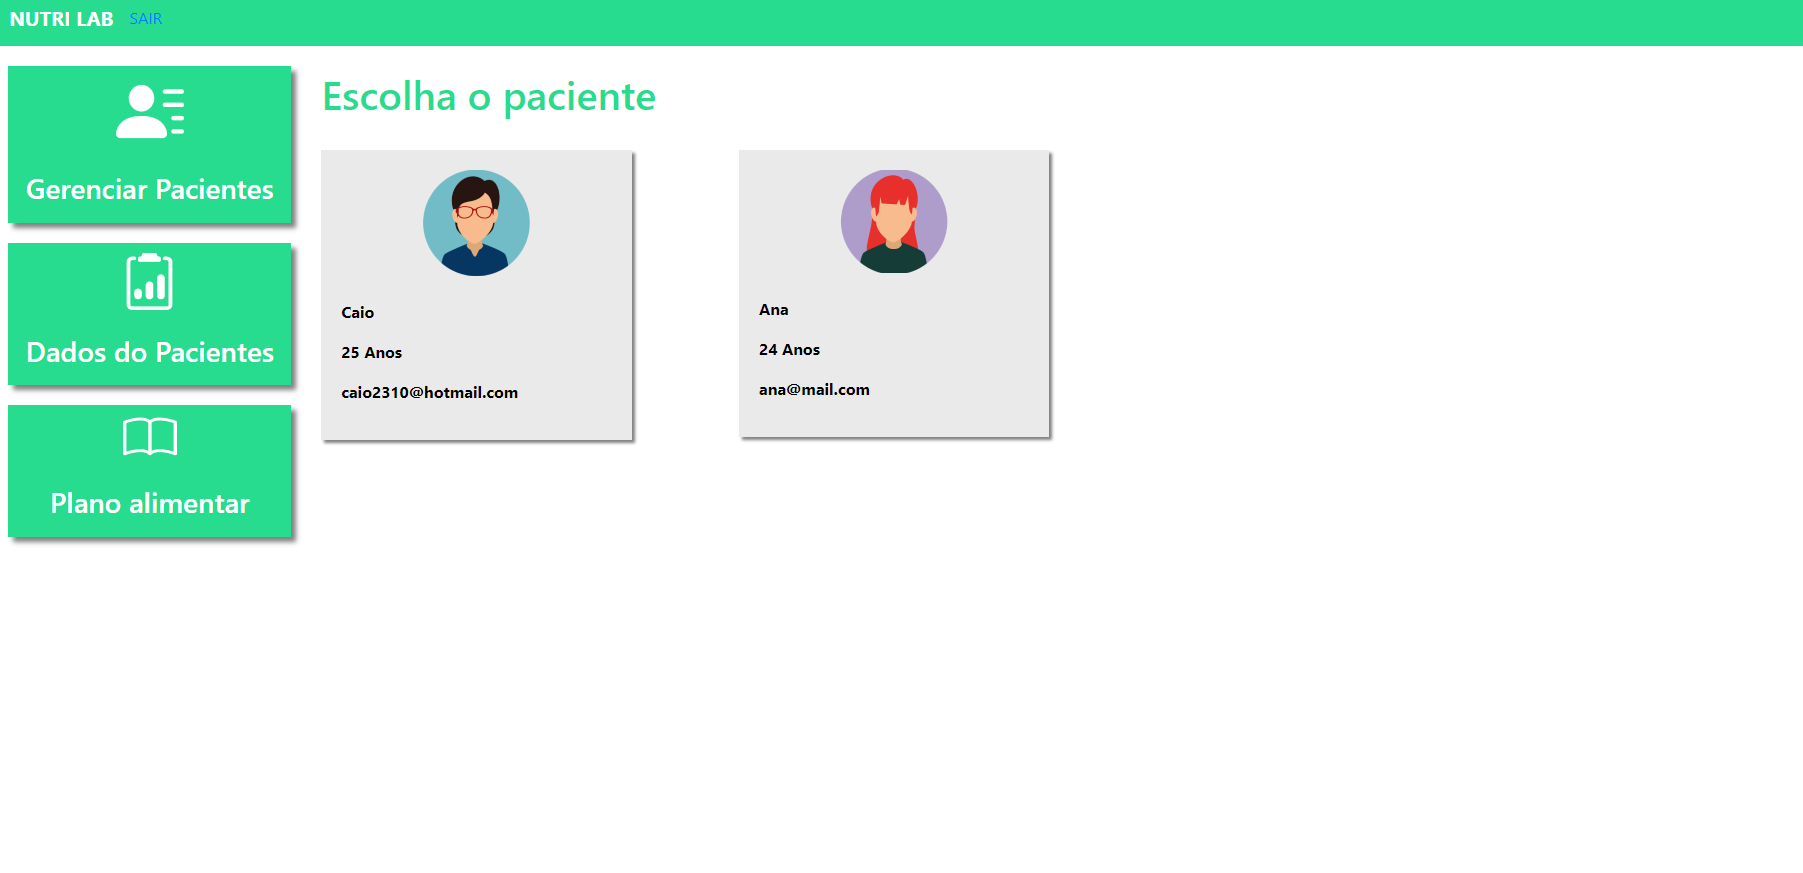 NUTRI LAB SAIR
Gerenciar Pacientes
Dados do Pacientes
Plano alimentar
Escolha o paciente
Caio
25 Anos
caio2310@hotmail.com
Ana
24 Anos
ana@mail.com